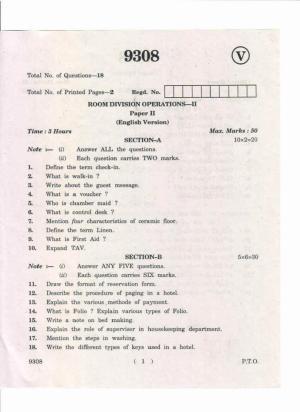 9308
V
Total No. of Questions—18
Total No. of Printed Pages—2 Regd. No.
ROOM DIVISION OPERATIONS—II
Paper II
(English Version)
Time : 3 Hours Max. Marks : 50
SECTION-A 10×2=20
Note :— (i) Answer ALL the questions.
(ii) Each question carries TWO marks.
1. Define the term check-in.
2. What is walk-in ?
3. Write about the guest message.
4. What is a voucher ?
5. Who is chamber maid ?
6. What is control desk ?
7. Mention four characteristics of ceramic floor.
8. Define the term Linen.
9. What is First Aid ?
10. Expand TAV.
SECTION-B 5×6=30
Note :— (i) Answer ANY FIVE questions.
(ii) Each question carries SIX marks.
11. Draw the format of reservation form.
12. Describe the procedure of paging in a hotel.
13. Explain the various methods of payment.
14. What is Folio ? Explain various types of Folio.
15. Write a note on bed making.
16. Explain the role of supervisor in housekeeping department.
17. Mention the steps in washing.
18. Write the different types of keys used in a hotel.
9308 ( 1 ) P.T.O.